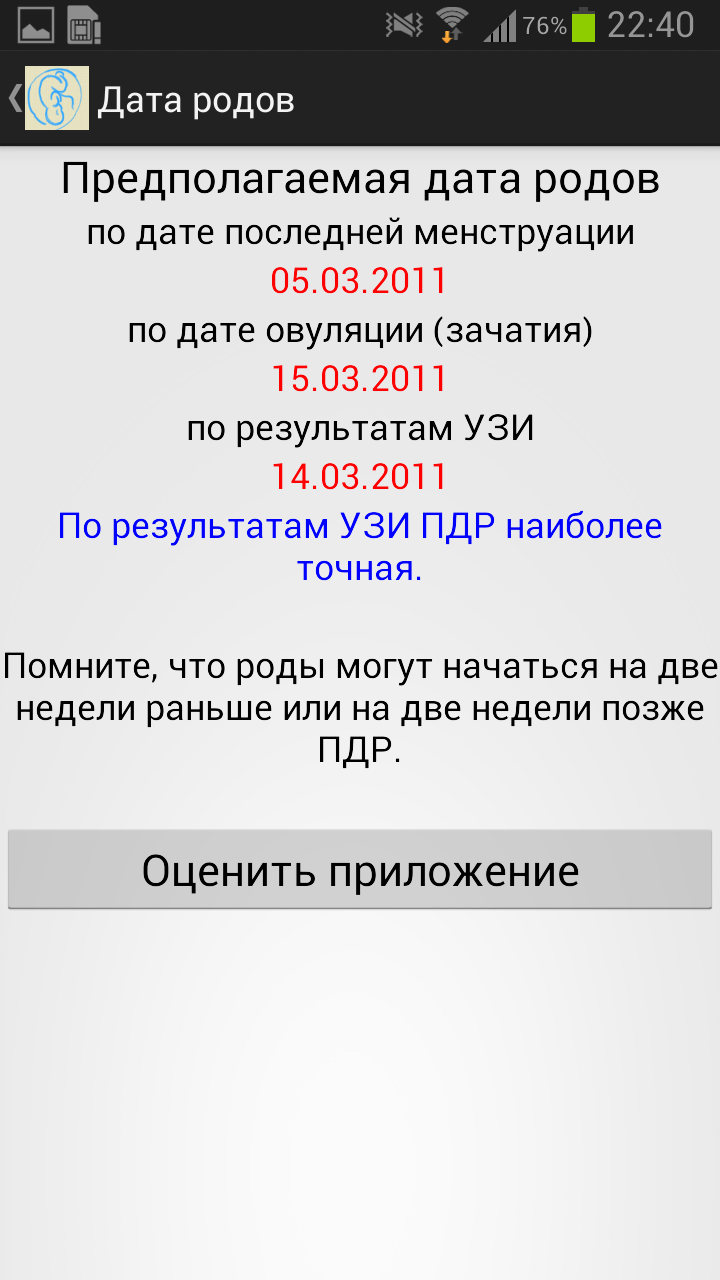 76% 22:40
Дата родов
Предполагаемая дата родов
по дате последней менструации
05.03.2011
по дате овуляции (зачатия)
15.03.2011
по результатам УЗИ
14.03.2011
По результатам УЗИ ПДР наиболее
точная.
Помните, что роды могут начаться на две
недели раньше или на две недели позже
ПДР.
Оценить приложение